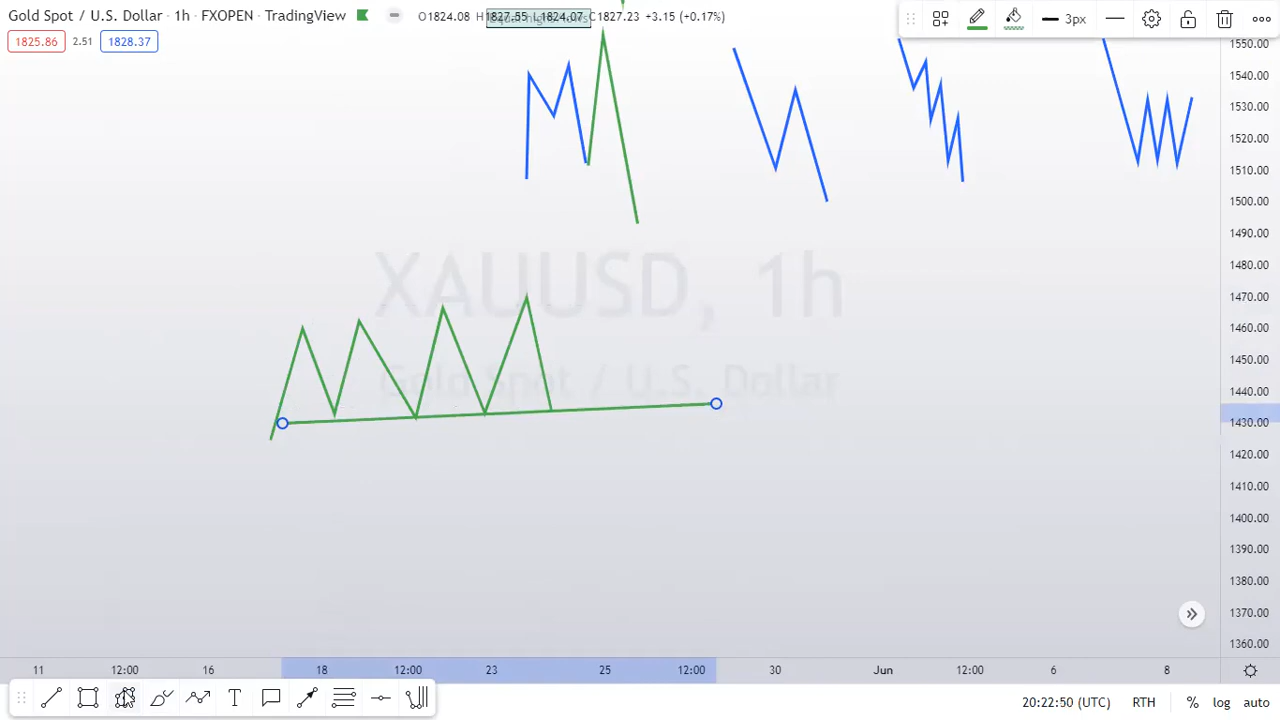 Gold Spot / U.S. Dollar · 1h · FXOPEN · TradingView O1824.08 H1827.55 L1824.07 C1827.23 +3.15 (+0.17%)
3px
1825.86 2.51 1828.37
1550.00
1540.00
1530.00
1520.00
1510.00
1500.00
1490.00
1480.00
1470.00
1460.00
1450.00
1440.00
1430.00
1420.00
1410.00
1400.00
1390.00
1380.00
1370.00
1360.00
XAUUSD, 1h
Gold Spot / U.S. Dollar
11 12:00 16 18 12:00 23 25 12:00 30 Jun 12:00 6 8
20:22:50 (UTC) RTH % log auto